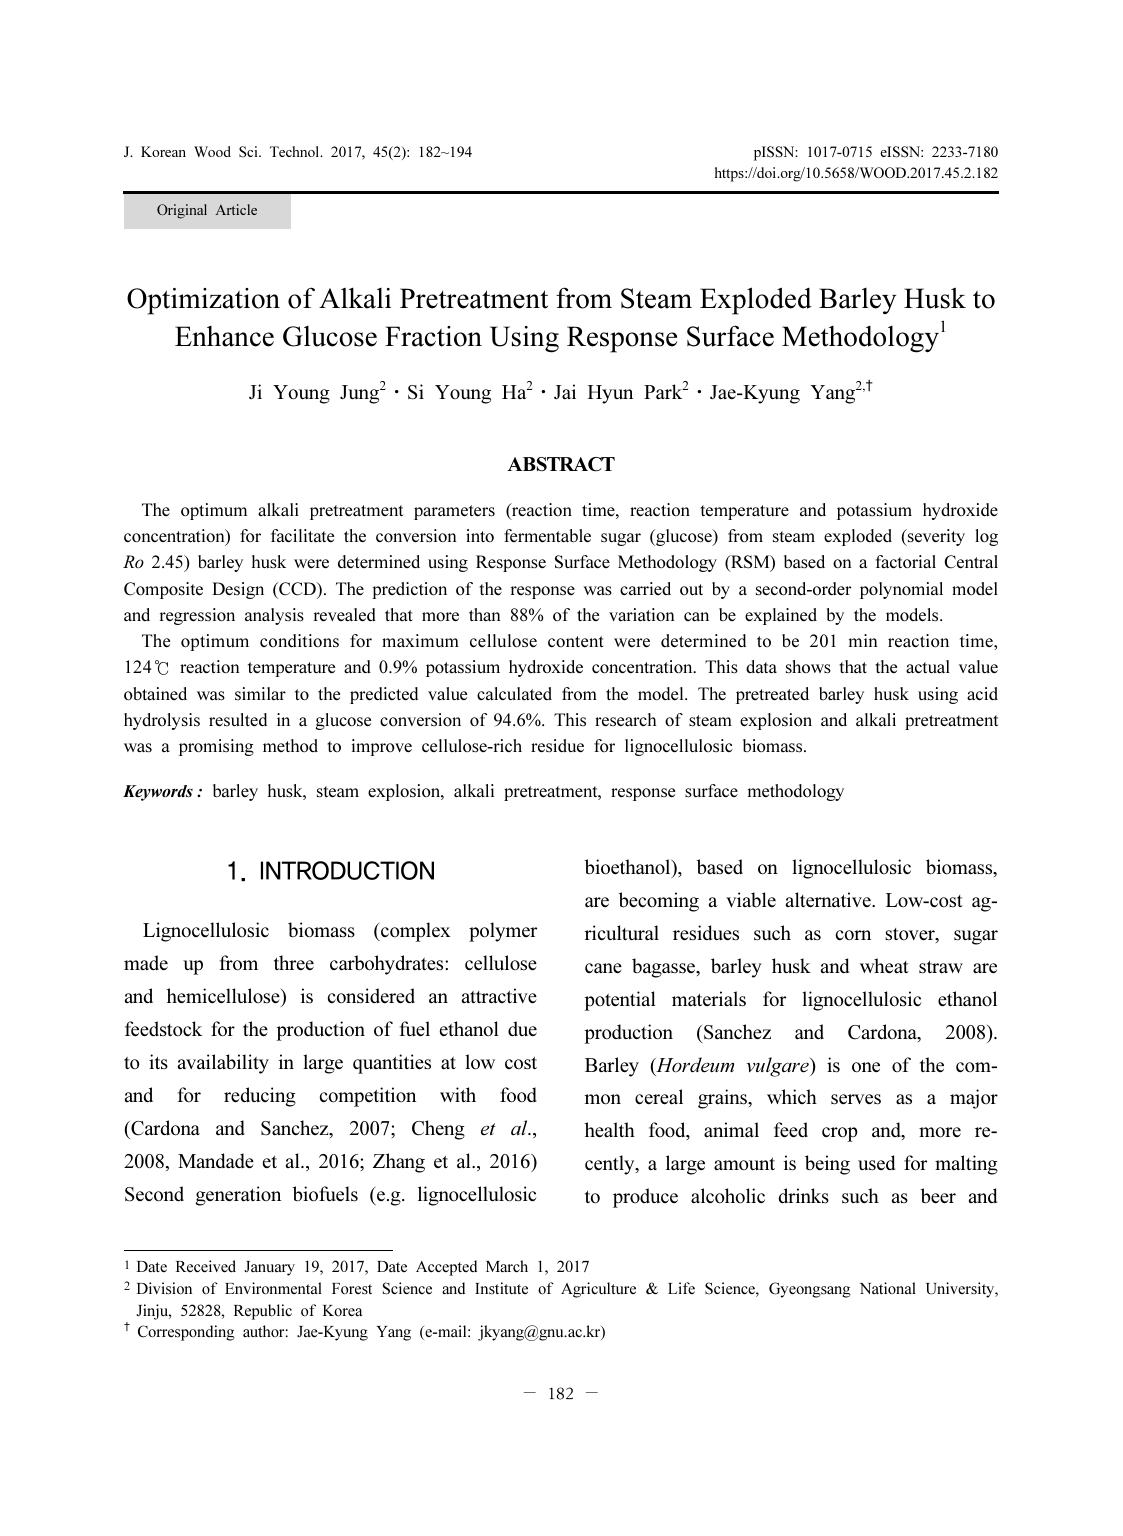 J. Korean Wood Sci. Technol. 2017, 45(2): 182~194
pISSN: 1017-0715 eISSN: 2233-7180
https://doi.org/10.5658/WOOD.2017.45.2.182
Original Article
Optimization of Alkali Pretreatment from Steam Exploded Barley Husk to
Enhance Glucose Fraction Using Response Surface Methodology1
Ji Young Jung2・Si Young Ha2・Jai Hyun Park2・Jae-Kyung Yang2,†
ABSTRACT
The optimum alkali pretreatment parameters (reaction time, reaction temperature and potassium hydroxide
concentration) for facilitate the conversion into fermentable sugar (glucose) from steam exploded (severity log
Ro 2.45) barley husk were determined using Response Surface Methodology (RSM) based on a factorial Central
Composite Design (CCD). The prediction of the response was carried out by a second-order polynomial model
and regression analysis revealed that more than 88% of the variation can be explained by the models.
The optimum conditions for maximum cellulose content were determined to be 201 min reaction time,
124℃ reaction temperature and 0.9% potassium hydroxide concentration. This data shows that the actual value
obtained was similar to the predicted value calculated from the model. The pretreated barley husk using acid
hydrolysis resulted in a glucose conversion of 94.6%. This research of steam explosion and alkali pretreatment
was a promising method to improve cellulose-rich residue for lignocellulosic biomass.
Keywords : barley husk, steam explosion, alkali pretreatment, response surface methodology
1. INTRODUCTION
Lignocellulosic biomass (complex polymer
made up from three carbohydrates: cellulose
and hemicellulose) is considered an attractive
feedstock for the production of fuel ethanol due
to its availability in large quantities at low cost
and for reducing competition with food
(Cardona and Sanchez, 2007; Cheng et al.,
2008, Mandade et al., 2016; Zhang et al., 2016)
Second generation biofuels (e.g. lignocellulosic
bioethanol), based on lignocellulosic biomass,
are becoming a viable alternative. Low-cost ag-
ricultural residues such as corn stover, sugar
cane bagasse, barley husk and wheat straw are
potential materials for lignocellulosic ethanol
production (Sanchez and Cardona, 2008).
Barley (Hordeum vulgare) is one of the com-
mon cereal grains, which serves as a major
health food, animal feed crop and, more re-
cently, a large amount is being used for malting
to produce alcoholic drinks such as beer and
1 Date Received January 19, 2017, Date Accepted March 1, 2017
2 Division of Environmental Forest Science and Institute of Agriculture & Life Science, Gyeongsang National University,
Jinju, 52828, Republic of Korea
† Corresponding author: Jae-Kyung Yang (e-mail: jkyang@gnu.ac.kr)
− 182 −